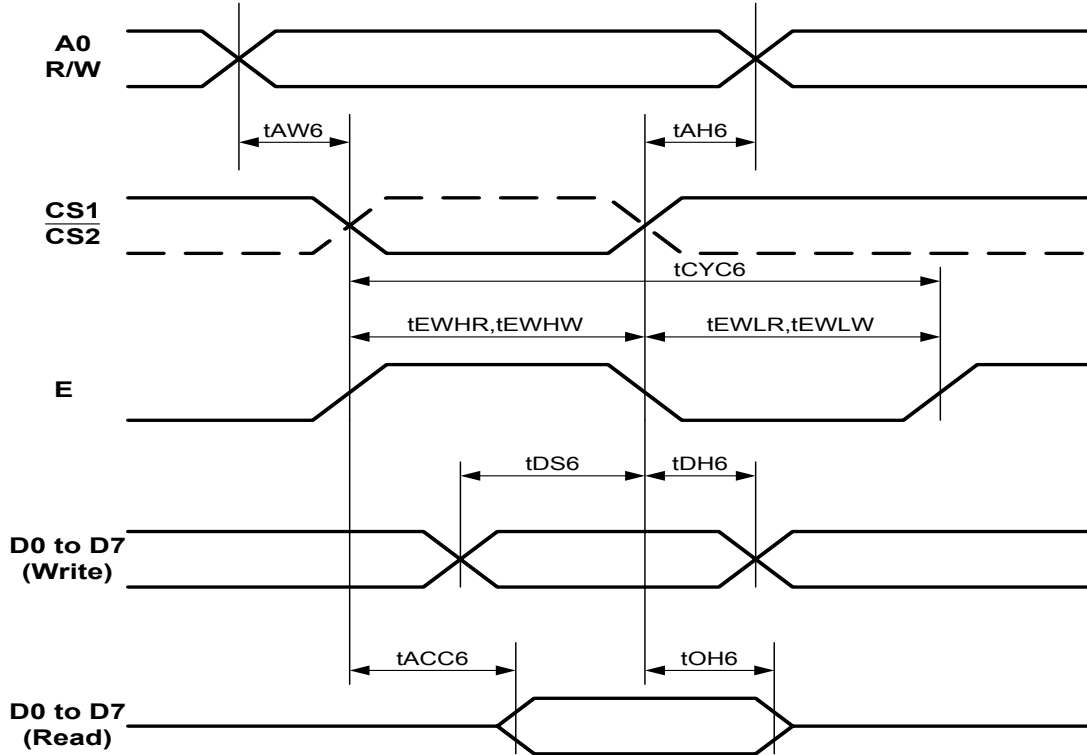 A0
R/W
tAW6
tAH6
CS1
CS2
tCYC6
tEWHR,tEWHW
tEWLR,tEWLW
E
tDS6
tDH6
D0 to D7
(Write)
tACC6
tOH6
D0 to D7
(Read)